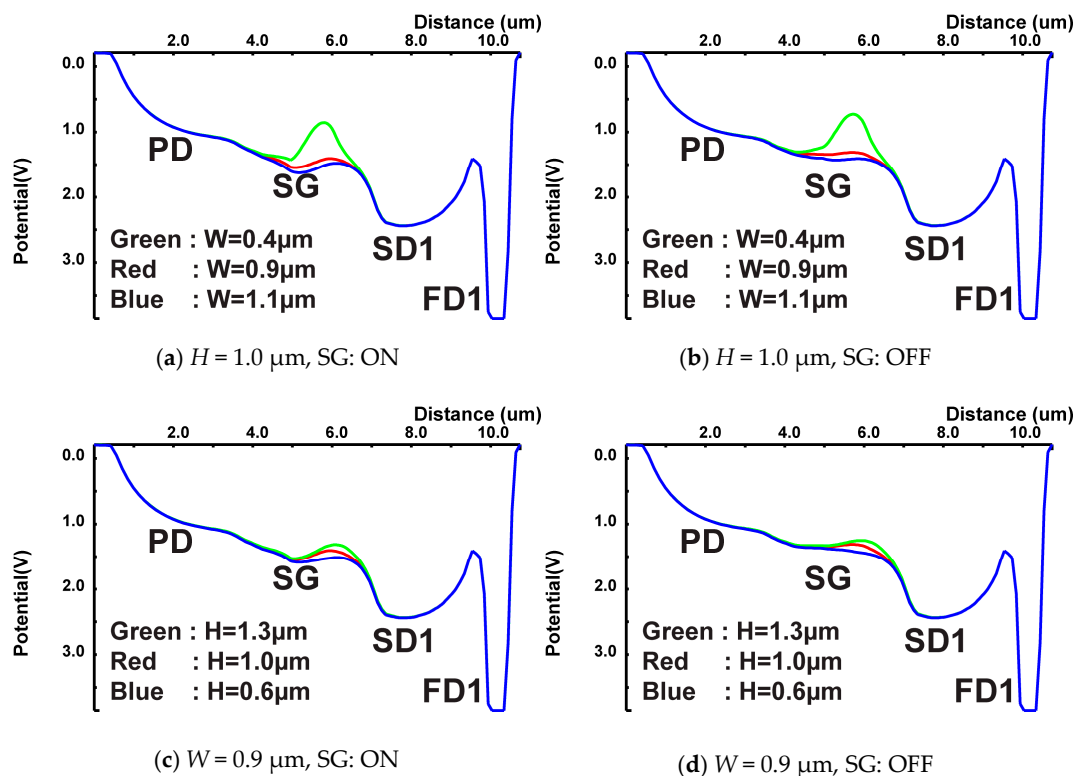 Distance (um)
2.0 4.0 6.0 8.0 10.0
0.0
1.0
2.0
3.0
Potential(V)
PD
SG
SD1
FD1
Green : W=0.4µm
Red : W=0.9µm
Blue : W=1.1µm
(a) H = 1.0 µm, SG: ON
Distance (um)
2.0 4.0 6.0 8.0 10.0
0.0
1.0
2.0
3.0
Potential(V)
PD
SG
SD1
FD1
Green : W=0.4µm
Red : W=0.9µm
Blue : W=1.1µm
(b) H = 1.0 µm, SG: OFF
Distance (um)
2.0 4.0 6.0 8.0 10.0
0.0
1.0
2.0
3.0
Potential(V)
PD
SG
SD1
FD1
Green : H=1.3µm
Red : H=1.0µm
Blue : H=0.6µm
(c) W = 0.9 µm, SG: ON
Distance (um)
2.0 4.0 6.0 8.0 10.0
0.0
1.0
2.0
3.0
Potential(V)
PD
SG
SD1
FD1
Green : H=1.3µm
Red : H=1.0µm
Blue : H=0.6µm
(d) W = 0.9 µm, SG: OFF